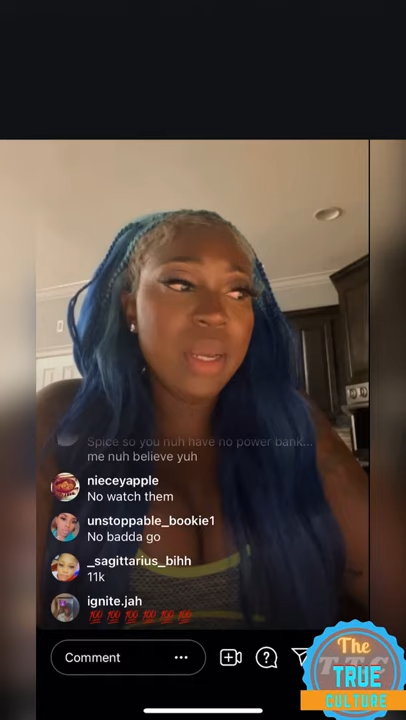 Spice so you nuh have no power bank...
me nuh believe yuh
nieceyapple
No watch them
unstoppable_bookie1
No badda go
_sagittarius_bihh
11k
ignite.jah
💯💯💯💯💯💯
Comment
The
TRUE
CULTURE